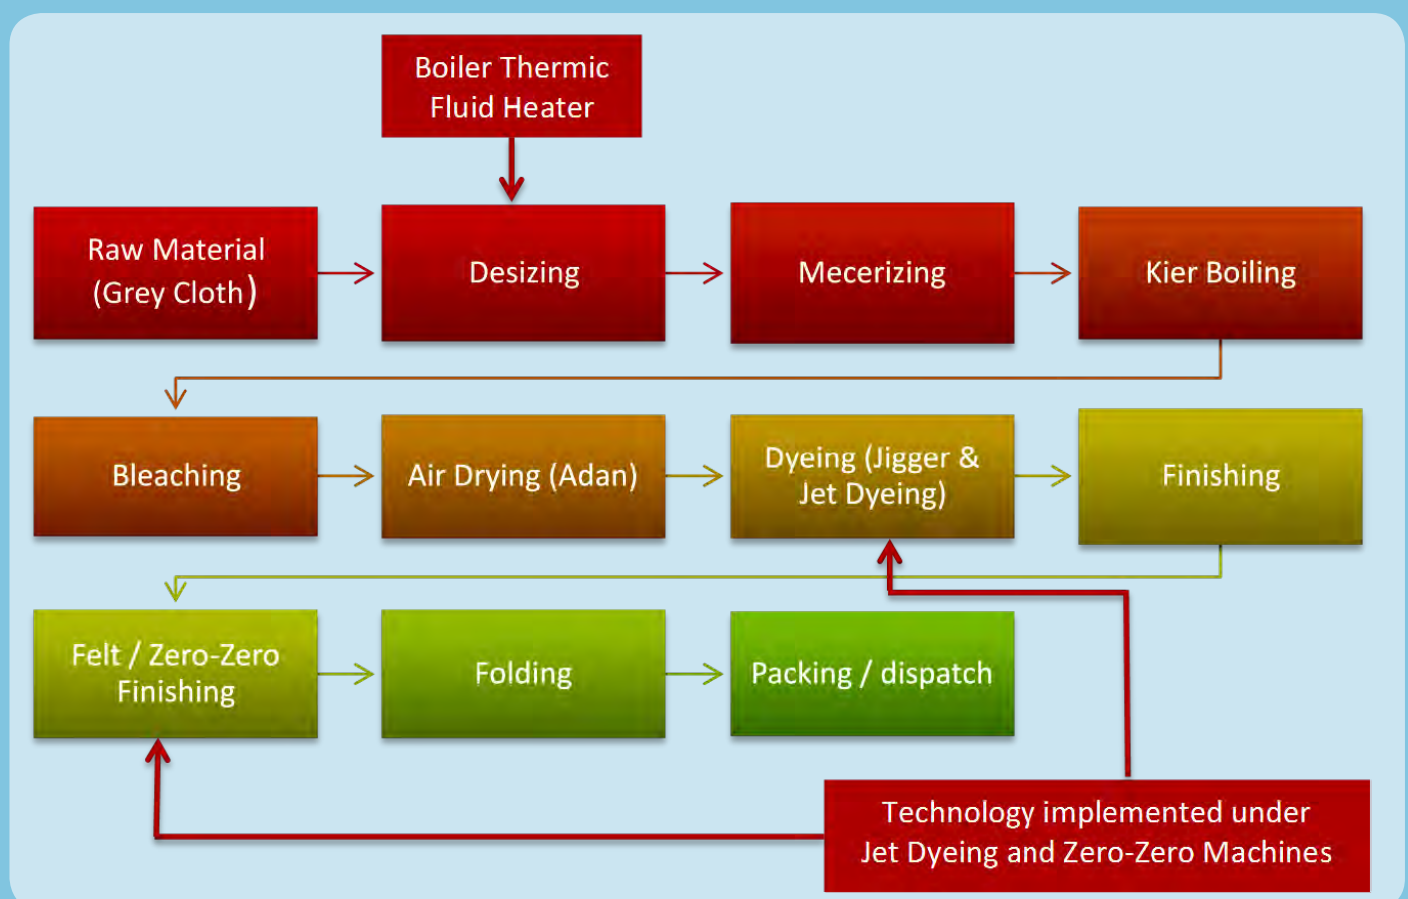 Boiler Thermic
Fluid Heater
Raw Material
(Grey Cloth)
Desizing
Mecerizing
Kier Boiling
Bleaching
Air Drying (Adan)
Dyeing (Jigger &
Jet Dyeing)
Finishing
Felt / Zero-Zero
Finishing
Folding
Packing / dispatch
Technology implemented under
Jet Dyeing and Zero-Zero Machines